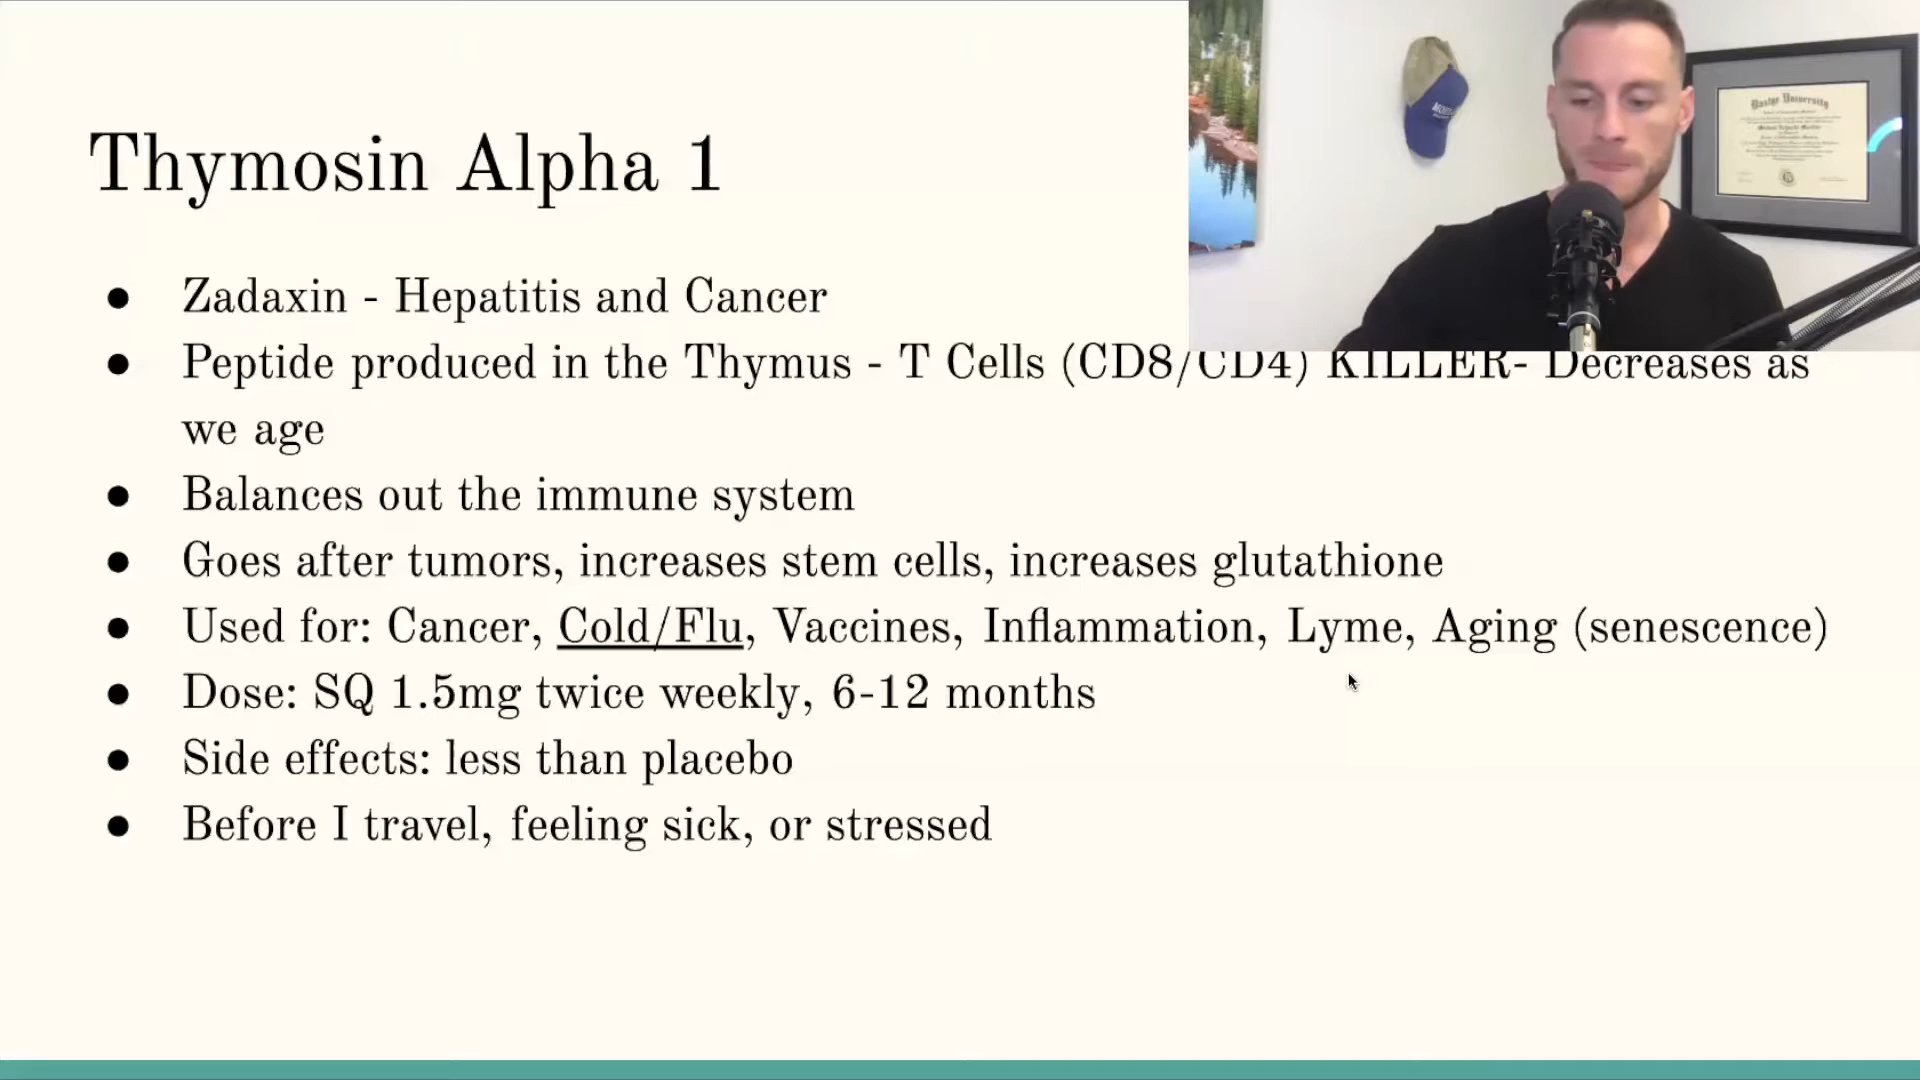 Thymosin Alpha 1
● Zadaxin - Hepatitis and Cancer
● Peptide produced in the Thymus - T Cells (CD8/CD4) KILLER- Decreases as
we age
● Balances out the immune system
● Goes after tumors, increases stem cells, increases glutathione
● Used for: Cancer, Cold/Flu, Vaccines, Inflammation, Lyme, Aging (senescence)
● Dose: SQ 1.5mg twice weekly, 6-12 months
● Side effects: less than placebo
● Before I travel, feeling sick, or stressed
Bastyr University